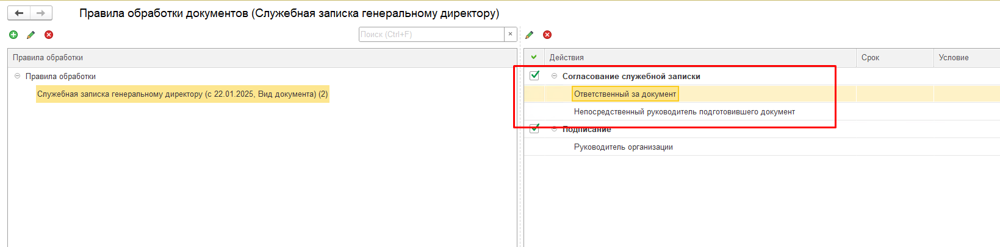 Правила обработки документов (Служебная записка генеральному директору)
Поиск (Ctrl+F)
×
Правила обработки
Правила обработки
Служебная записка генеральному директору (с 22.01.2025, Вид документа) (2)
Действия
Срок
Условие
Согласование служебной записки
Ответственный за документ
Непосредственный руководитель подготовившего документ
Подписание
Руководитель организации